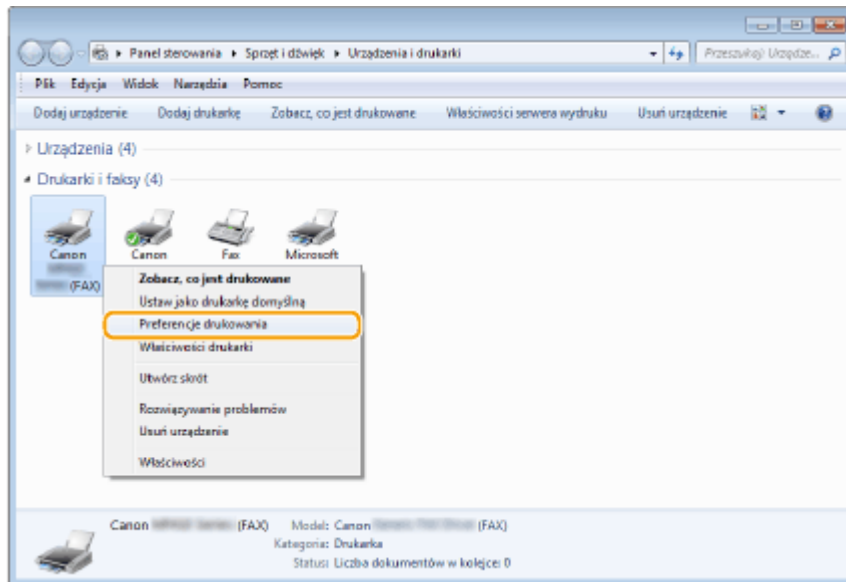 Panel sterowania ▸ Sprzęt i dźwięk ▸ Urządzenia i drukarki
Przeszukaj: Urządze...
Plik Edycja Widok Narzędzia Pomoc
Dodaj urządzenie Dodaj drukarkę Zobacz, co jest drukowane Właściwości serwera wydruku Usuń urządzenie
Urządzenia (4)
Drukarki i faksy (4)
Canon Canon Fax Microsoft
(FAX)
Zobacz, co jest drukowane
Ustaw jako drukarkę domyślną
Preferencje drukowania
Właściwości drukarki
Utwórz skrót
Rozwiązywanie problemów
Usuń urządzenie
Właściwości
Canon (FAX) Model: Canon (FAX)
Kategoria: Drukarka
Status: Liczba dokumentów w kolejce: 0